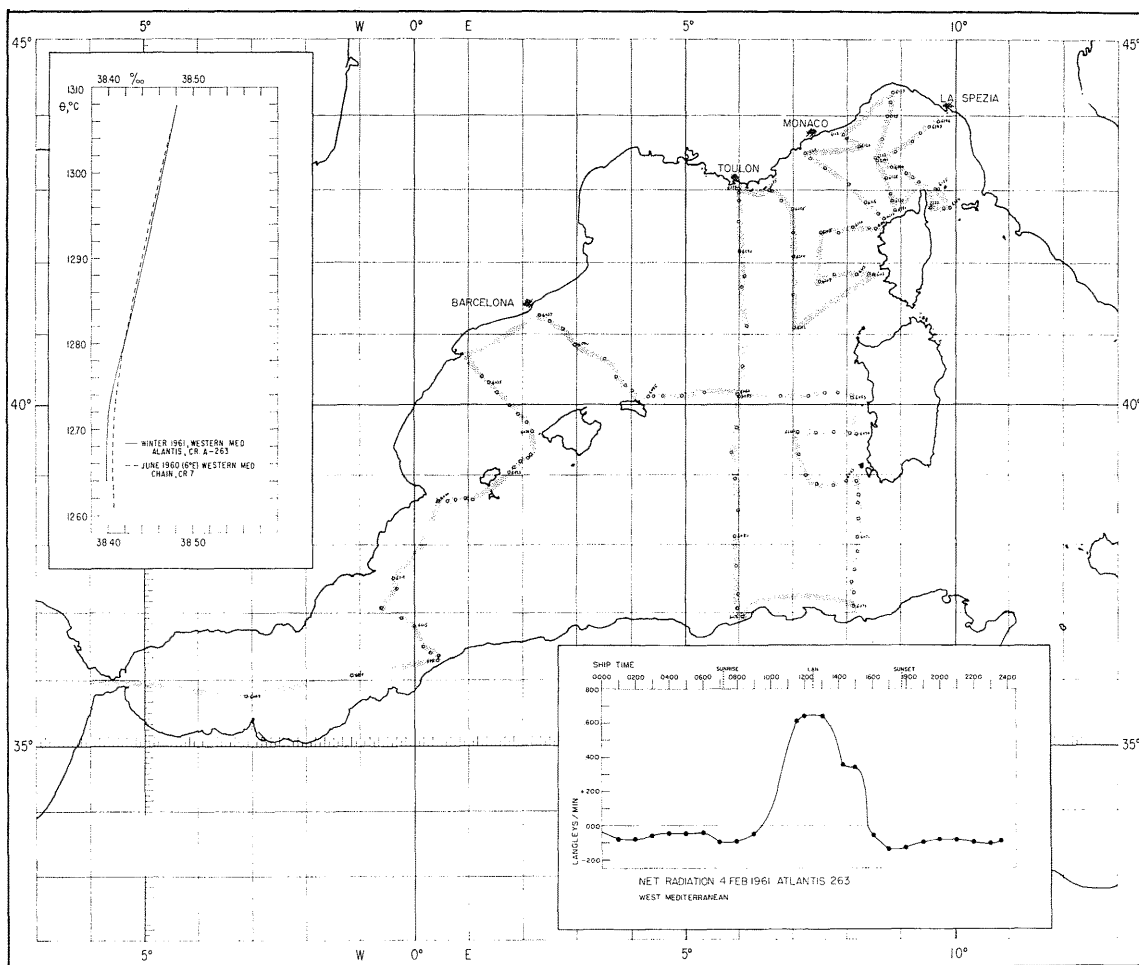 5° W 0° E 5° 10°
45° 45°
38 40 ‰ 38 50
1310
θ,°C
1300
1290
1280
1270
1260
WINTER 1961, WESTERN MED
ALANTIS, CR. A-263
JUNE 1960 (6°E) WESTERN MED
CHAIN, CR 7
38 40 38 50
LA SPEZIA
MONACO
TOULON
BARCELONA
40° 40°
35° 35°
SHIP TIME SUNRISE LAN SUNSET
0000 0200 0400 0600 0800 1000 1200 1400 1600 1800 2000 2200 2400
800
600
400
+200
000
-200
LANGLEYS / MIN
NET RADIATION 4 FEB 1961 ATLANTIS 263
WEST MEDITERRANEAN
5° W 0° E 5° 10°